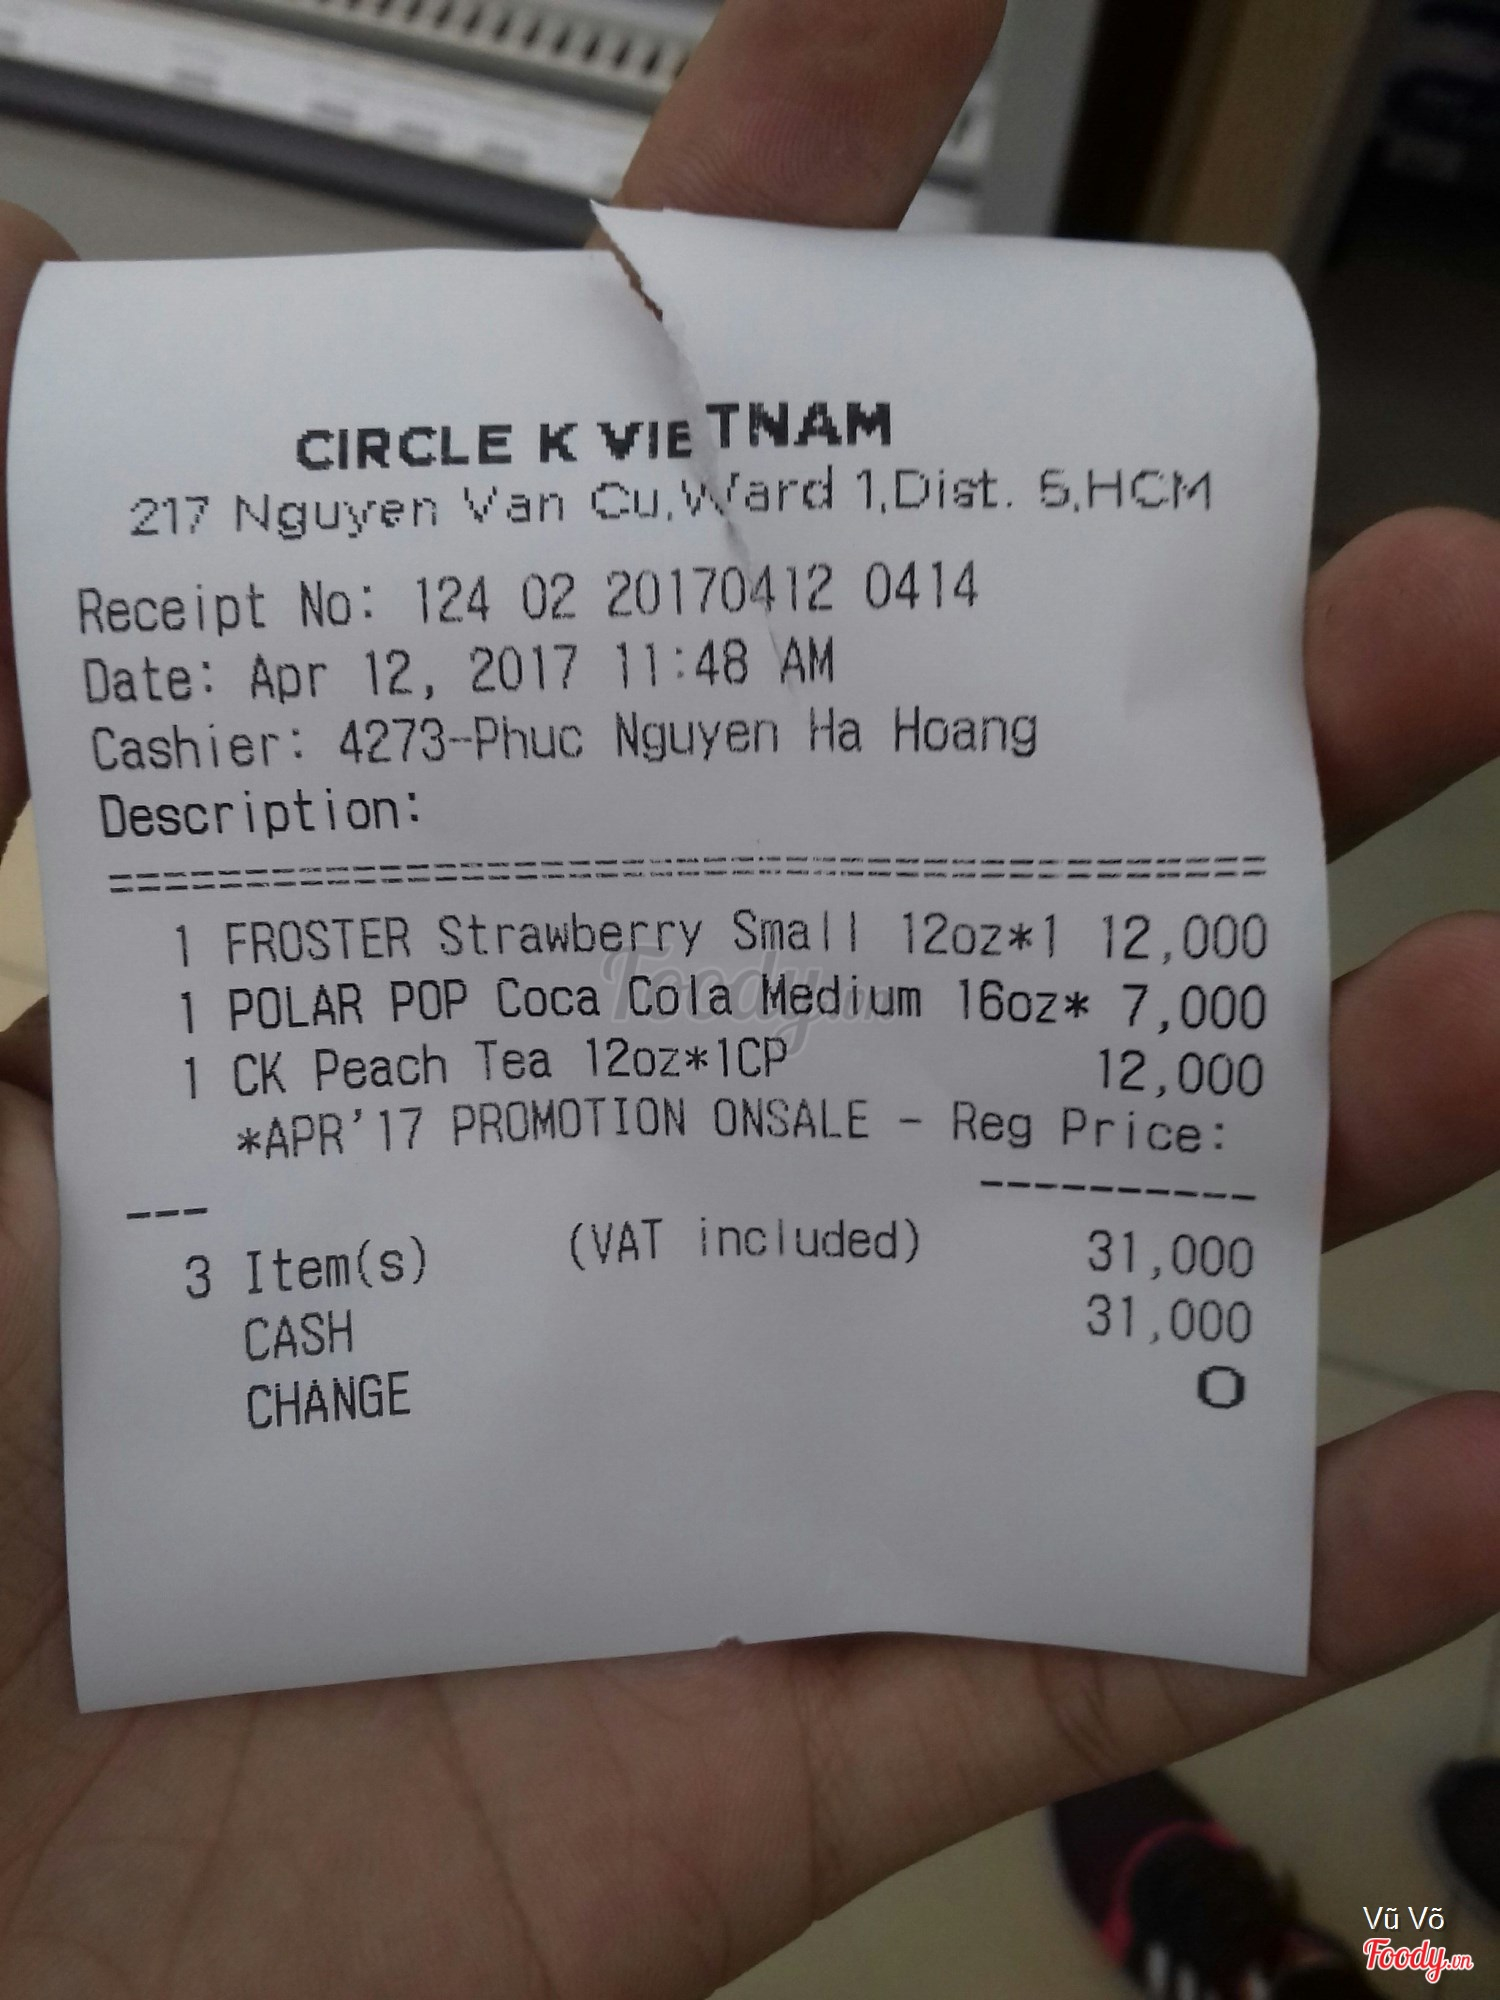 CIRCLE K VIETNAM
217 Nguyen Van Cu,Ward 1,Dist. 5,HCM
Receipt No: 124 02 20170412 0414
Date: Apr 12, 2017 11:48 AM
Cashier: 4273-Phuc Nguyen Ha Hoang
Description:
1 FROSTER Strawberry Small 12oz*1 12,000
1 POLAR POP Coca Cola Medium 16oz* 7,000
1 CK Peach Tea 12oz*1CP 12,000
*APR'17 PROMOTION ONSALE - Reg Price:
3 Item(s) (VAT included) 31,000
CASH 31,000
CHANGE 0
Foody.vn
Vũ Võ
Foody.vn